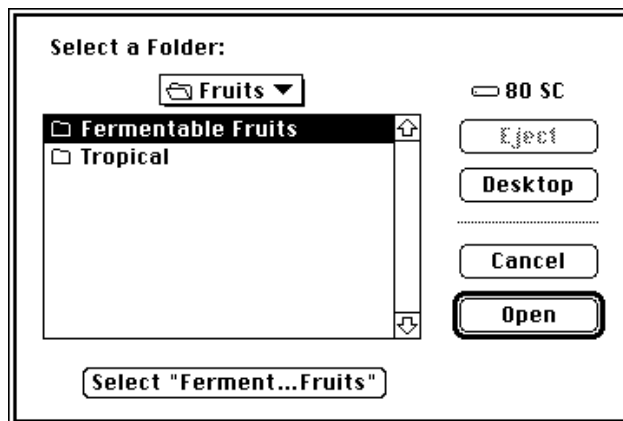 Select a Folder:
Fruits
80 SC
Fermentable Fruits
Tropical
Eject
Desktop
Cancel
Open
Select "Ferment...Fruits"